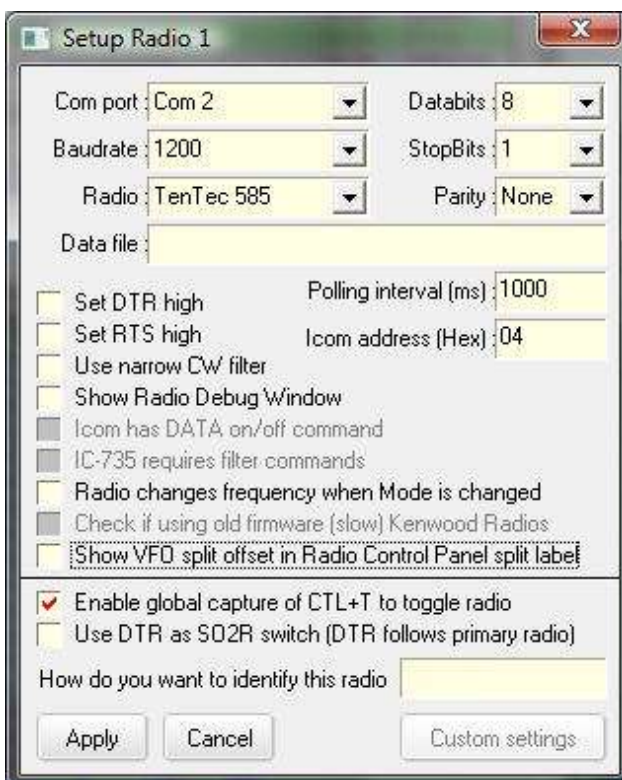 Setup Radio 1
Com port : Com 2 Databits : 8
Baudrate : 1200 StopBits : 1
Radio : TenTec 585 Parity : None
Data file :
Set DTR high Polling interval (ms) : 1000
Set RTS high Icom address (Hex) : 04
Use narrow CW filter
Show Radio Debug Window
Icom has DATA on/off command
IC-735 requires filter commands
Radio changes frequency when Mode is changed
Check if using old firmware (slow) Kenwood Radios
Show VFO split offset in Radio Control Panel split label
Enable global capture of CTL+T to toggle radio
Use DTR as SO2R switch (DTR follows primary radio)
How do you want to identify this radio
Apply Cancel Custom settings